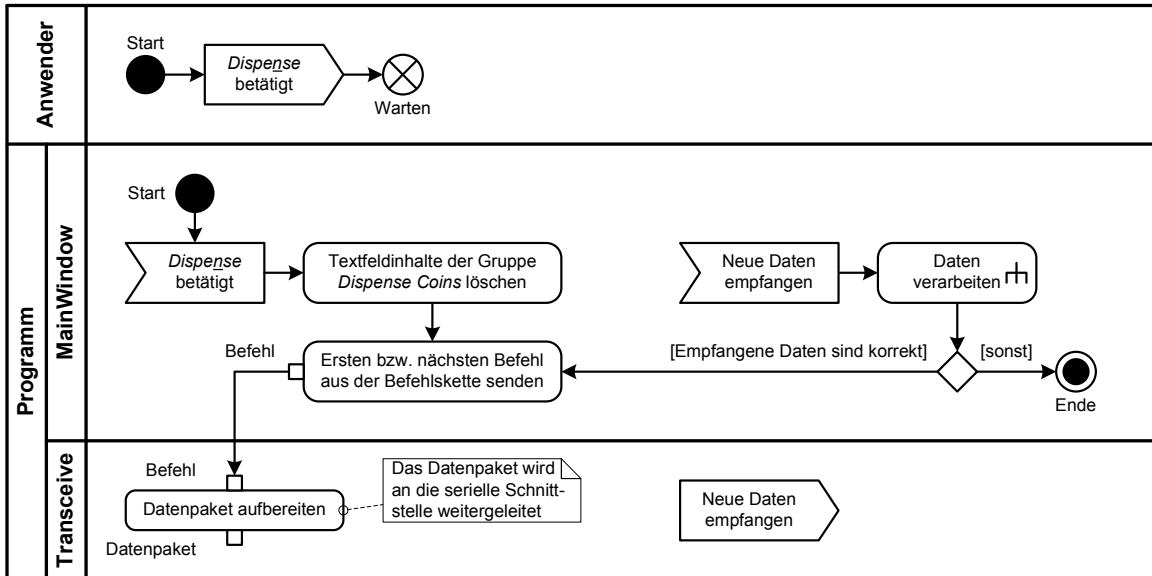 Anwender
Start
Dispense
betätigt
Warten
Programm
MainWindow
Start
Dispense
betätigt
Textfeldinhalte der Gruppe
Dispense Coins löschen
Neue Daten
empfangen
Daten
verarbeiten
Befehl
Ersten bzw. nächsten Befehl
aus der Befehlskette senden
[Empfangene Daten sind korrekt]
[sonst]
Ende
Transceive
Befehl
Datenpaket aufbereiten
Datenpaket
Das Datenpaket wird
an die serielle Schnitt-
stelle weitergeleitet
Neue Daten
empfangen